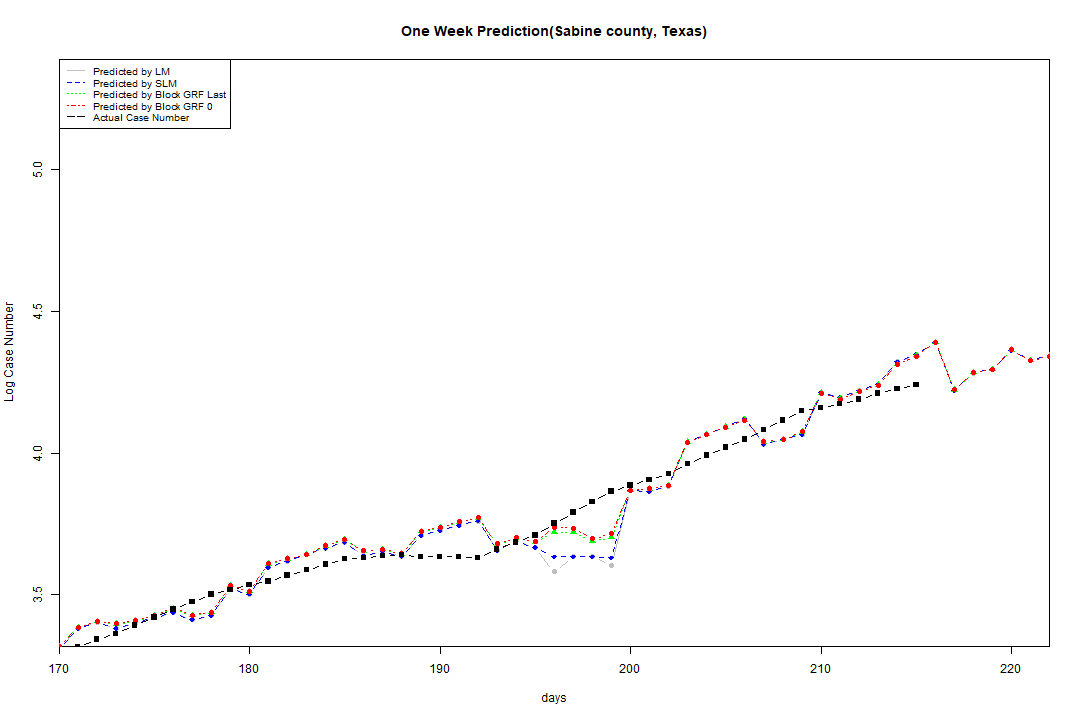 One Week Prediction(Sabine county, Texas)
Predicted by LM
Predicted by SLM
Predicted by Block GRF Last
Predicted by Block GRF 0
Actual Case Number
5.0
4.5
4.0
3.5
Log Case Number
170 180 190 200 210 220
days